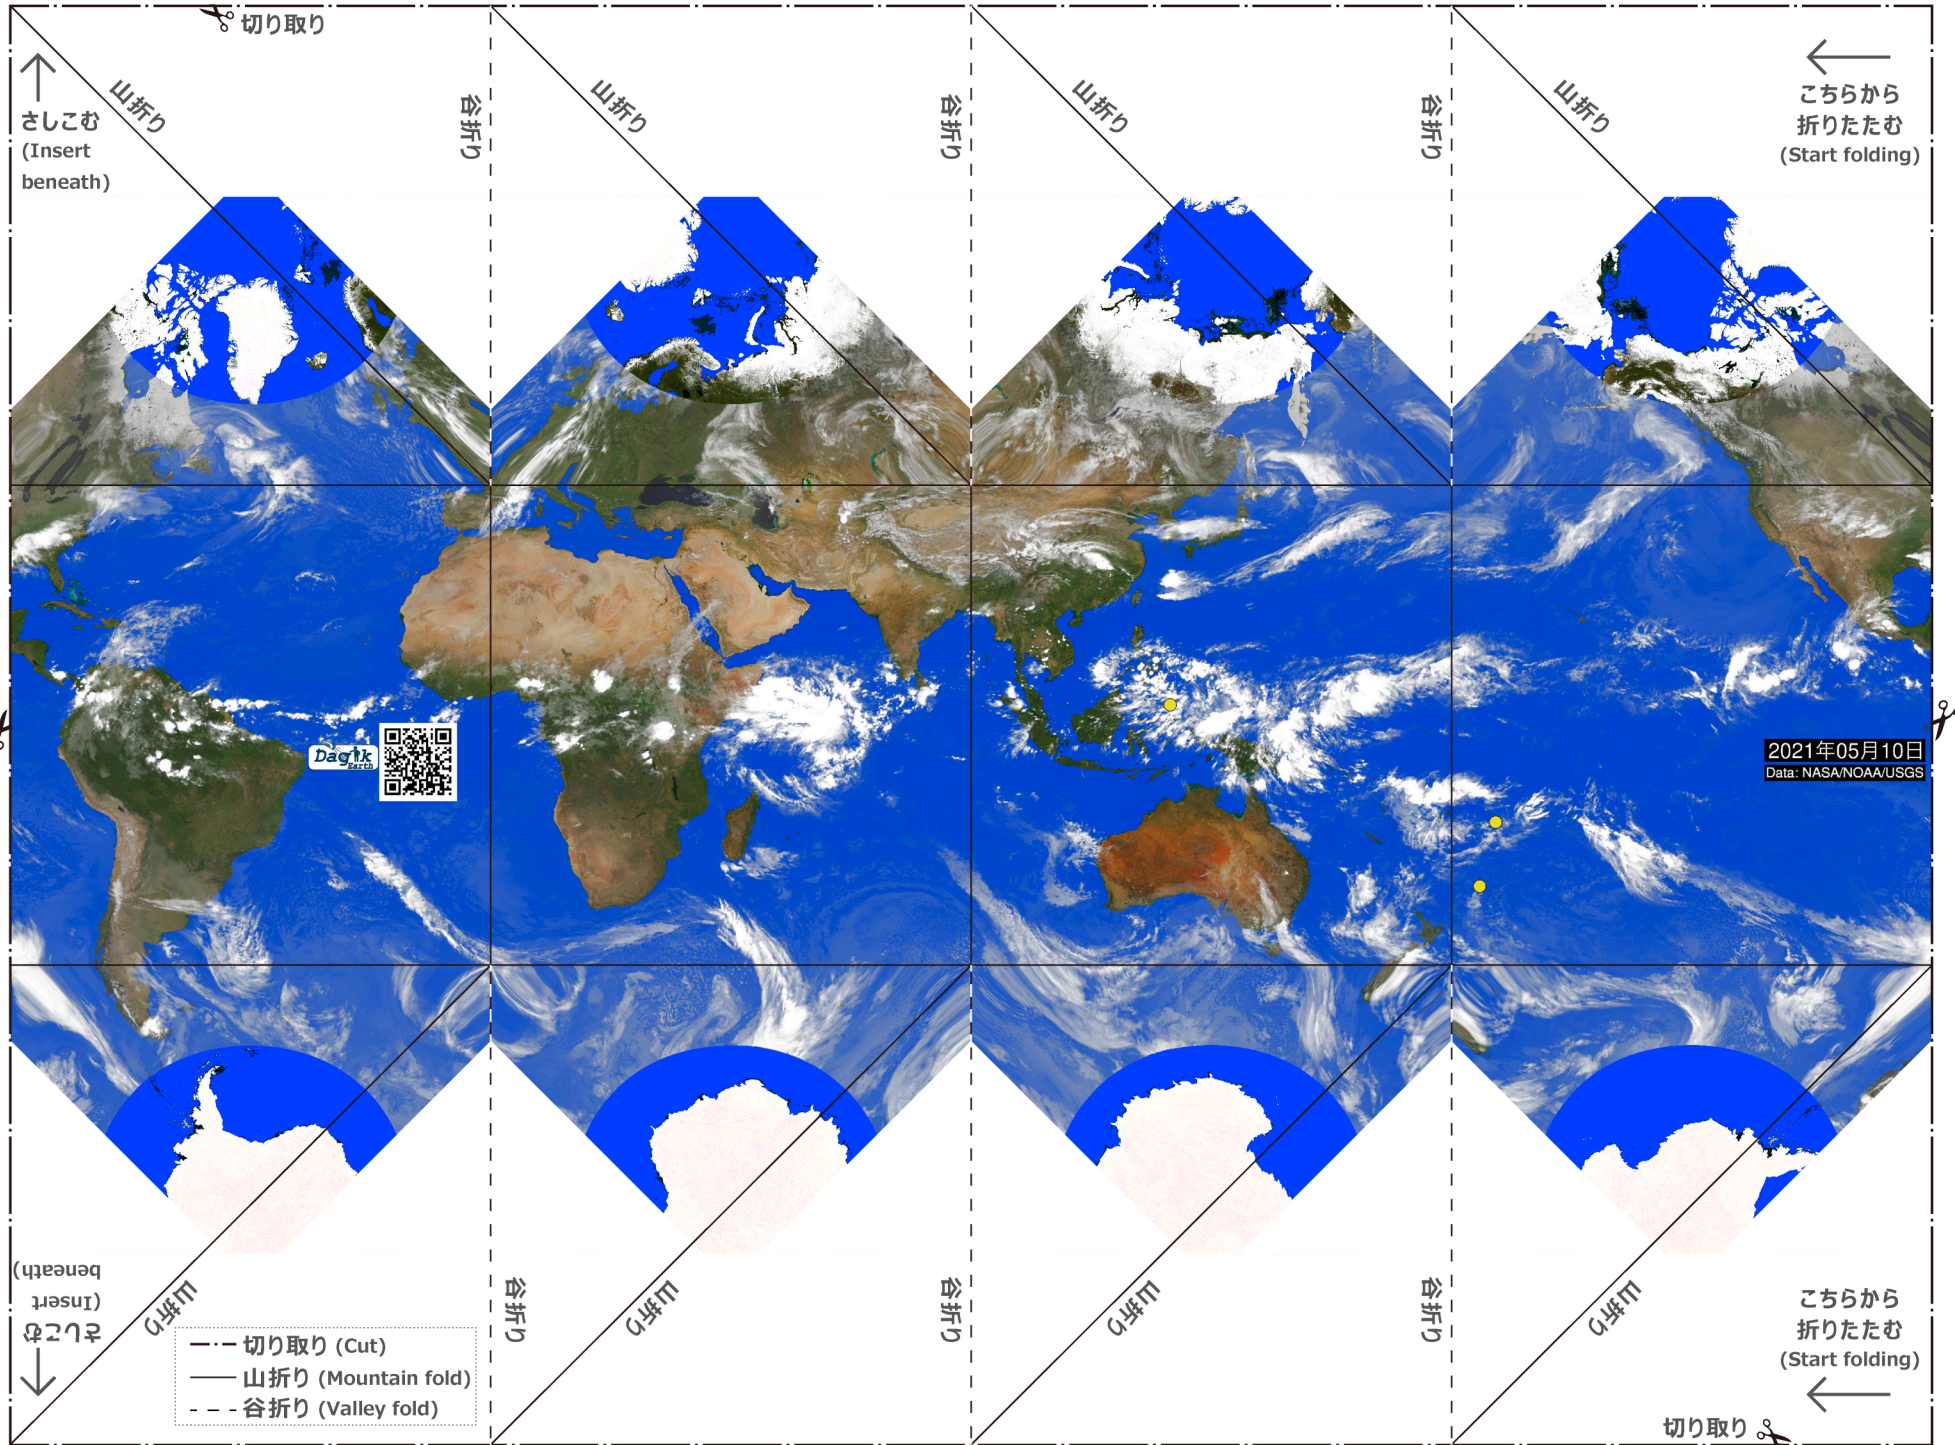 切り取り
山折り
谷折り
山折り
谷折り
山折り
谷折り
山折り
さしこむ
(Insert
beneath)
こちらから
折りたたむ
(Start folding)
Dagik
Earth
2021年05月10日
Data: NASA/NOAA/USGS
さしこむ
(Insert
beneath)
山折り
谷折り
山折り
谷折り
山折り
谷折り
山折り
こちらから
折りたたむ
(Start folding)
切り取り (Cut)
山折り (Mountain fold)
谷折り (Valley fold)
切り取り